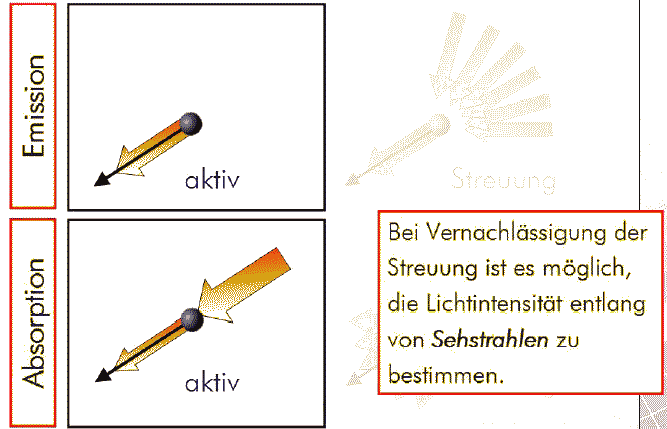 Emission
aktiv
Streuung
Absorption
aktiv
Bei Vernachlässigung der
Streuung ist es möglich,
die Lichtintensität entlang
von Sehstrahlen zu
bestimmen.